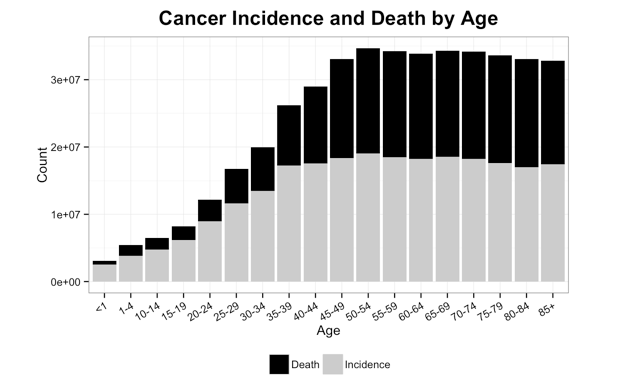 Cancer Incidence and Death by Age
Count
3e+07
2e+07
1e+07
0e+00
<1 1-4 10-14 15-19 20-24 25-29 30-34 35-39 40-44 45-49 50-54 55-59 60-64 65-69 70-74 75-79 80-84 85+
Age
Death Incidence